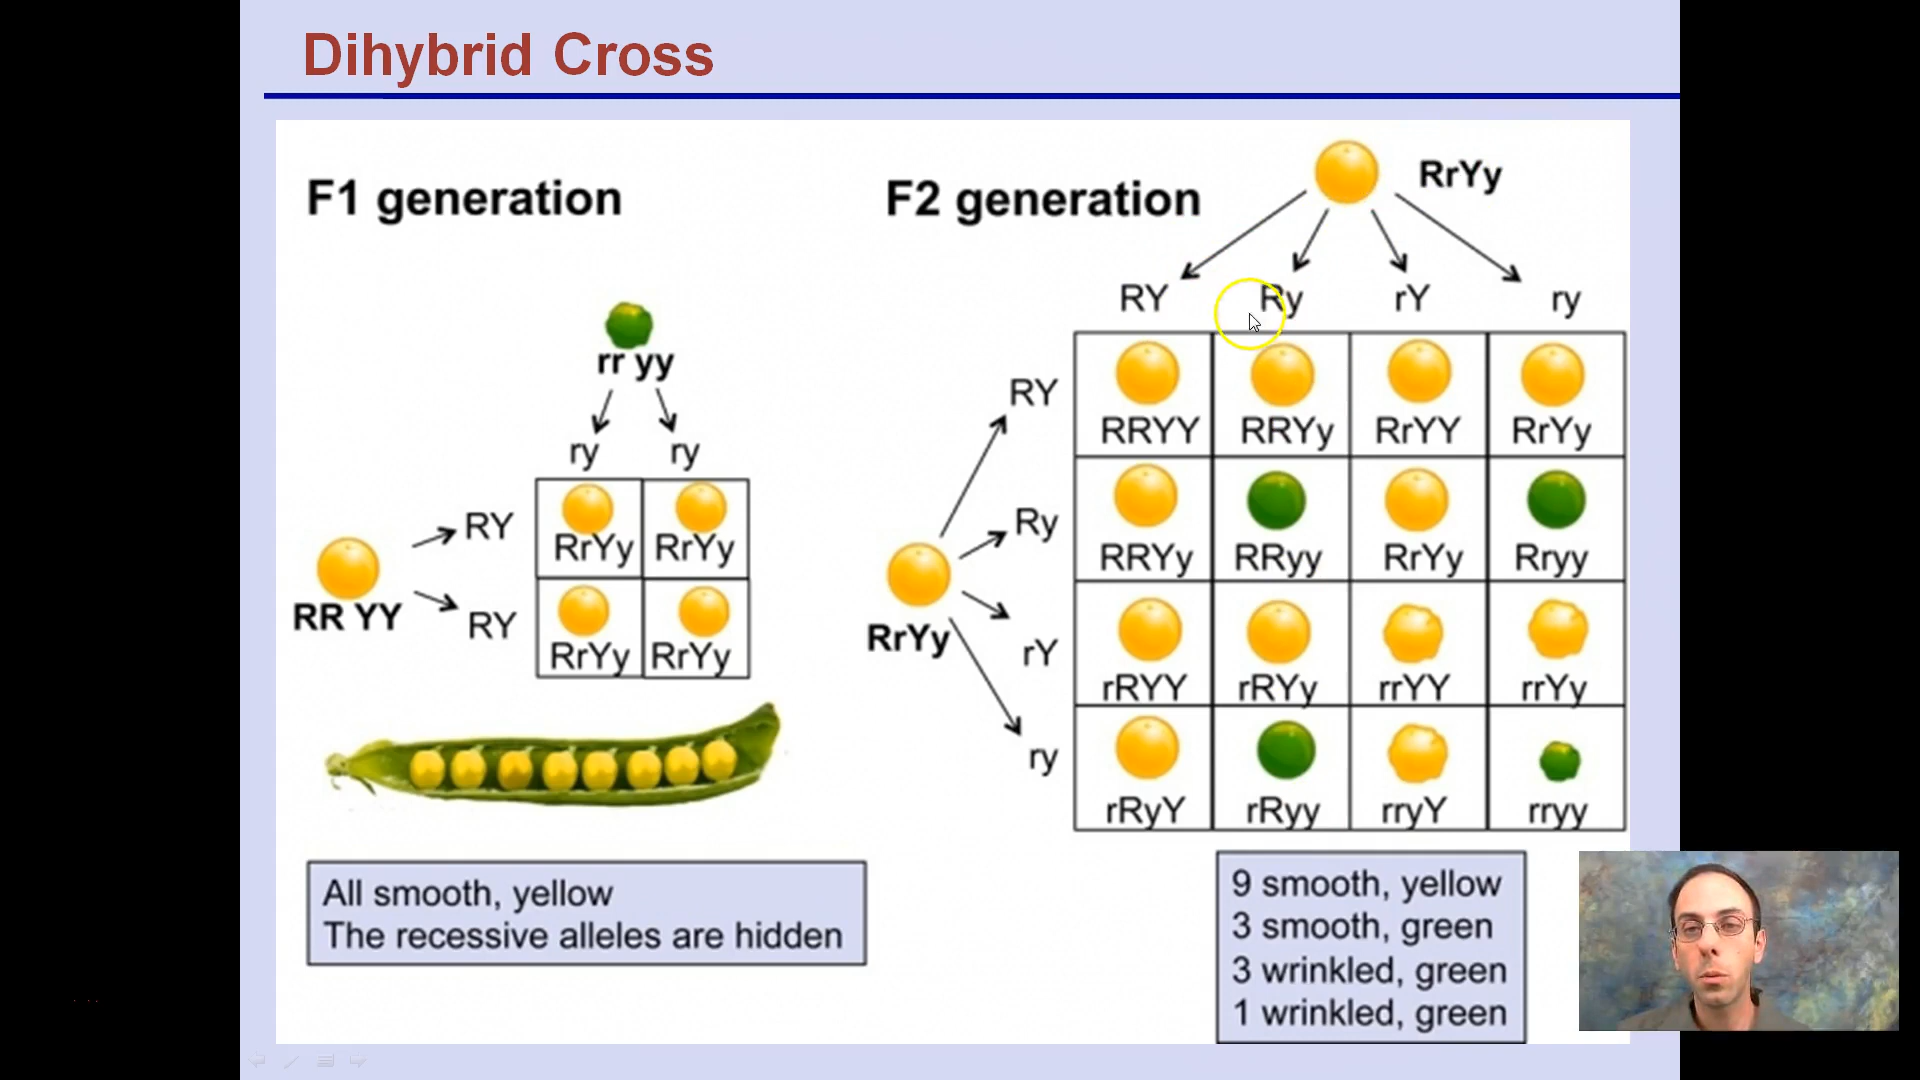 Dihybrid Cross
F1 generation
rr yy
ry ry
RR YY
RY
RY
RrYy RrYy
RrYy RrYy
All smooth, yellow
The recessive alleles are hidden
F2 generation
RrYy
RY Ry rY ry
RrYy
RY
Ry
rY
ry
RRYY RRYy RrYY RrYy
RRYy RRyy RrYy Rryy
rRYY rRYy rrYY rrYy
rRyY rRyy rryY rryy
9 smooth, yellow
3 smooth, green
3 wrinkled, green
1 wrinkled, green